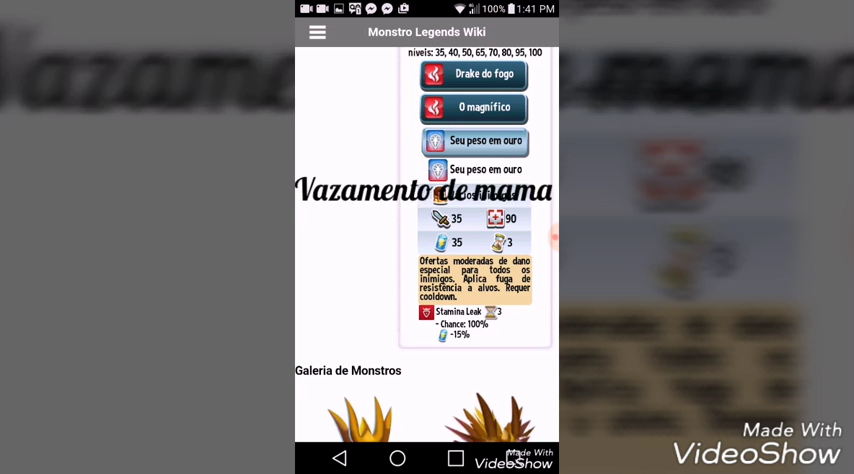 100% 1:41 PM
Monstro Legends Wiki
níveis: 35, 40, 50, 65, 70, 80, 95, 100
Drake do fogo
O magnífico
Seu peso em ouro
Seu peso em ouro
Vazamento de mama
35 90
35 3
Ofertas moderadas de dano
especial para todos os
inimigos. Aplica fuga de
resistência a alvos. Requer
cooldown.
Stamina Leak 3
- Chance: 100%
-15%
Galeria de Monstros
Made With
VideoShow
Made With
VideoShow